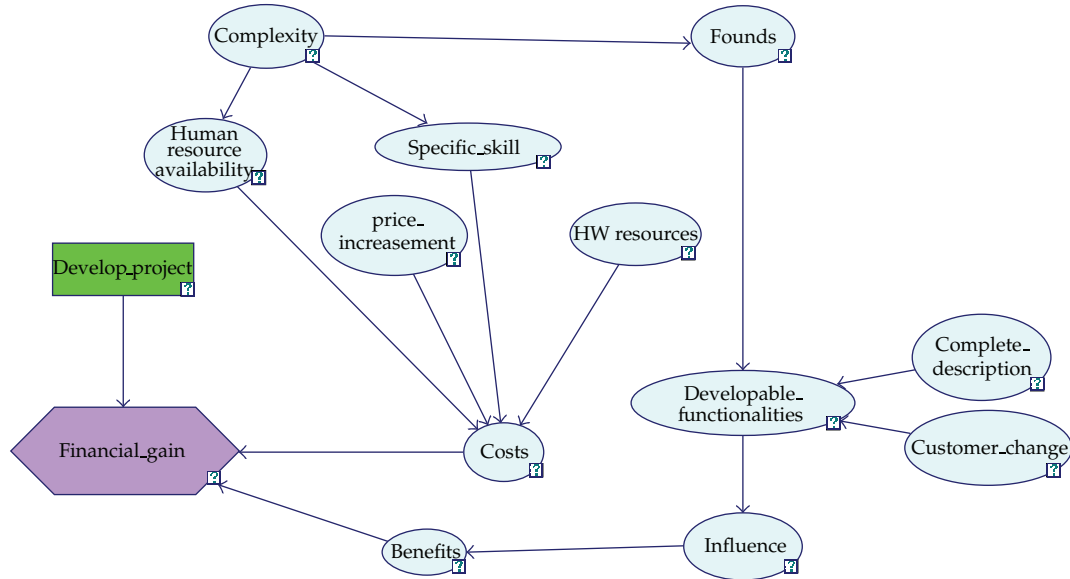 Complexity
?
Founds
?
Human
resource
availability
?
Specific_skill
?
price_
increasement
?
HW resources
?
Develop_project
?
Complete_
description
?
Developable_
functionalities
?
Customer_change
?
Financial_gain
?
Costs
?
Benefits
?
Influence
?